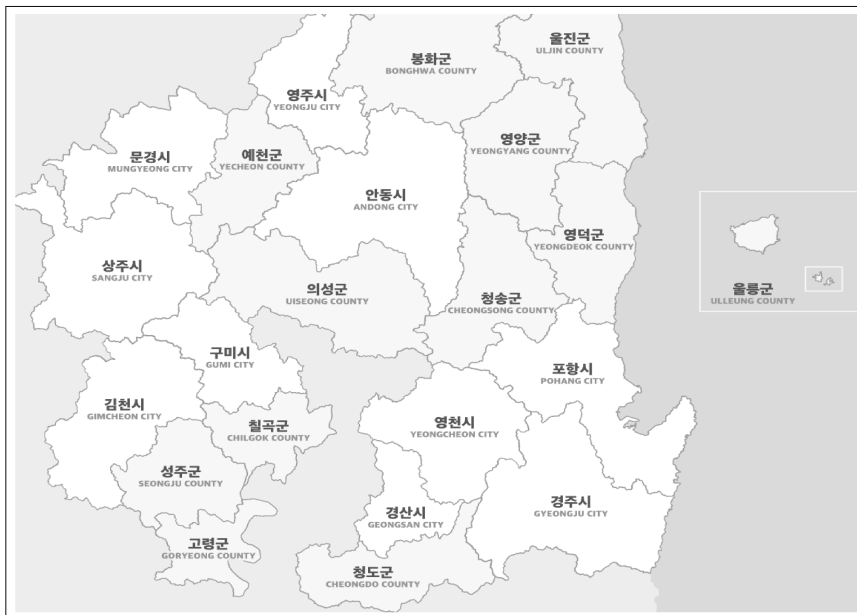 울진군
ULJIN COUNTY
봉화군
BONGHWA COUNTY
영주시
YEONGJU CITY
영양군
YEONGYANG COUNTY
문경시
MUNGYEONG CITY
예천군
YECHEON COUNTY
안동시
ANDONG CITY
영덕군
YEONGDEOK COUNTY
상주시
SANGJU CITY
의성군
UISEONG COUNTY
청송군
CHEONGSONG COUNTY
울릉군
ULLEUNG COUNTY
구미시
GUMI CITY
포항시
POHANG CITY
김천시
GIMCHEON CITY
칠곡군
CHILGOK COUNTY
영천시
YEONGCHEON CITY
성주군
SEONGJU COUNTY
경산시
GEONGSAN CITY
경주시
GYEONGJU CITY
고령군
GORYEONG COUNTY
청도군
CHEONGDO COUNTY